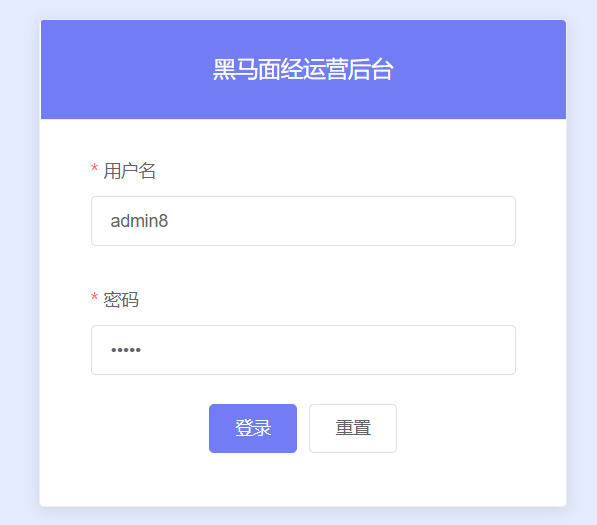 黑马面经运营后台
* 用户名
admin8
* 密码
•••••
登录 重置